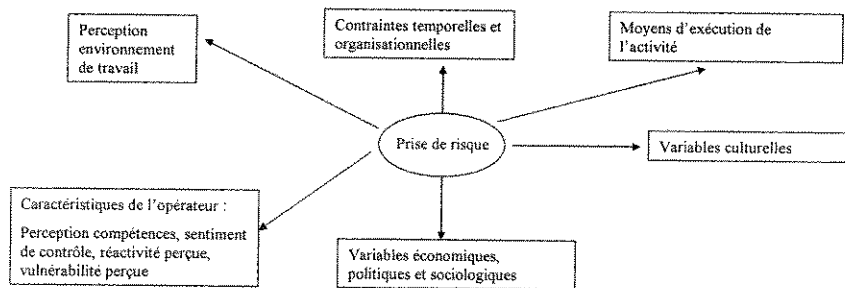 Perception
environnement
de travail
Contraintes temporelles et
organisationnelles
Moyens d'exécution de
l'activité
Prise de risque
Variables culturelles
Caractéristiques de l'opérateur :
Perception compétences, sentiment
de contrôle, réactivité perçue,
vulnérabilité perçue
Variables économiques,
politiques et sociologiques